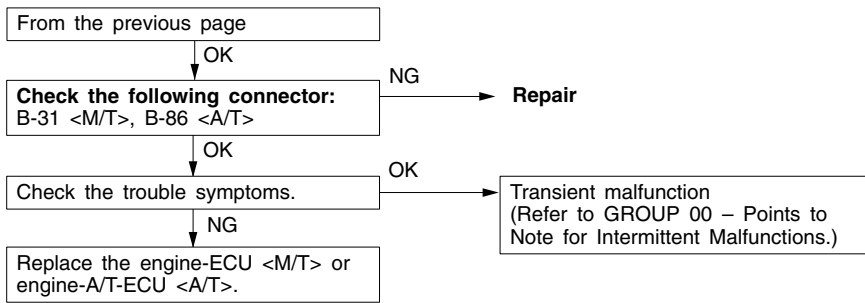 From the previous page
OK
Check the following connector:
B-31 <M/T>, B-86 <A/T>
NG
Repair
OK
Check the trouble symptoms.
OK
Transient malfunction
(Refer to GROUP 00 – Points to
Note for Intermittent Malfunctions.)
NG
Replace the engine-ECU <M/T> or
engine-A/T-ECU <A/T>.